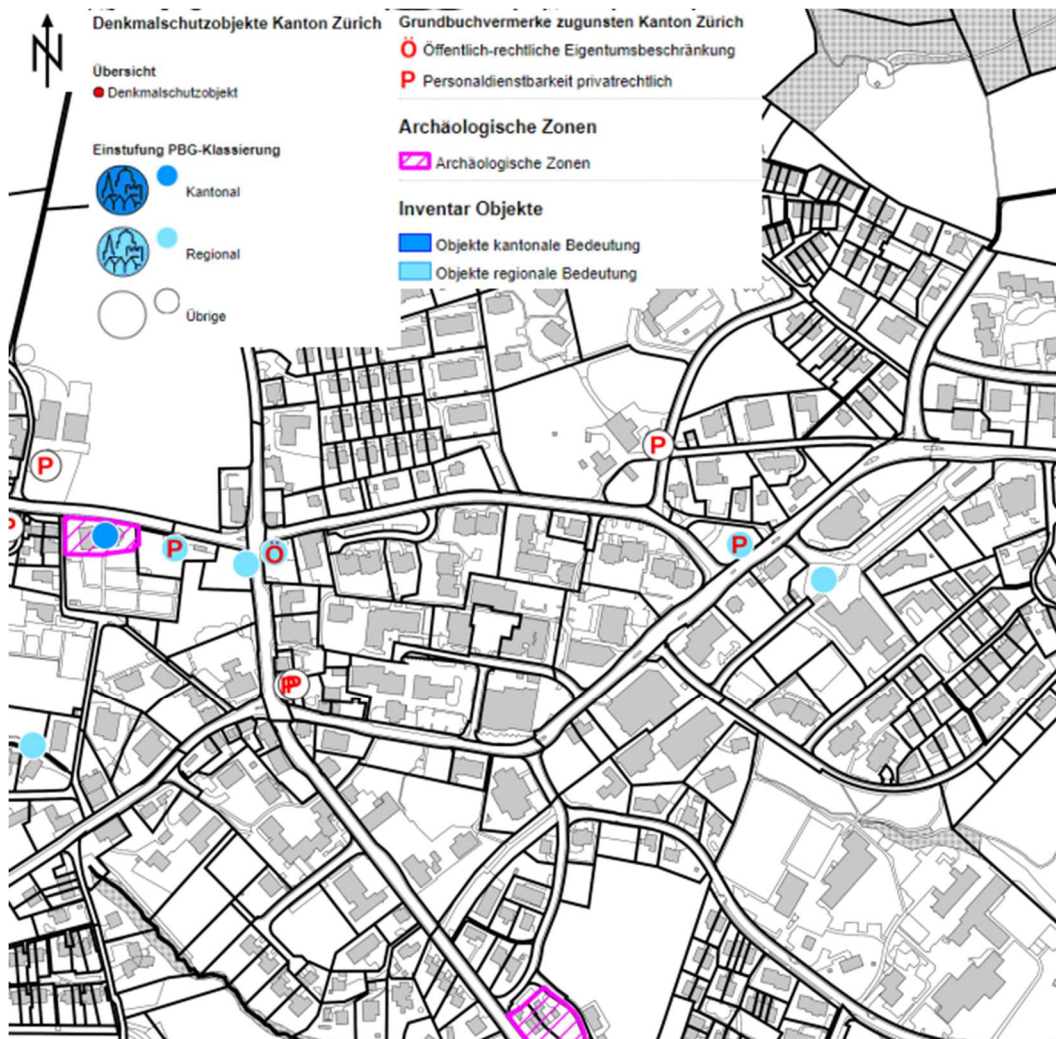 N
Denkmalschutzobjekte Kanton Zürich
Übersicht
Denkmalschutzobjekt
Einstufung PBG-Klassierung
Kantonal
Regional
Übrige
Grundbuchvermerke zugunsten Kanton Zürich
Ö Öffentlich-rechtliche Eigentumsbeschränkung
P Personaldienstbarkeit privatrechtlich
Archäologische Zonen
Archäologische Zonen
Inventar Objekte
Objekte kantonale Bedeutung
Objekte regionale Bedeutung
P
P
P
P
Ö
P
PP